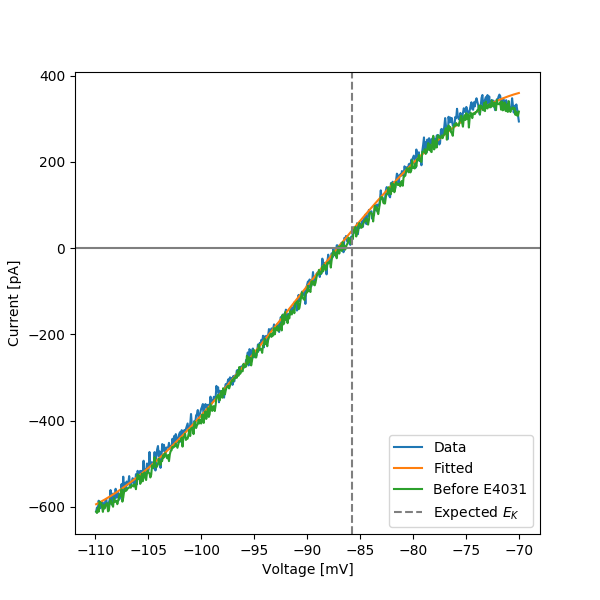 400
200
0
−200
−400
−600
Current [pA]
−110 −105 −100 −95 −90 −85 −80 −75 −70
Voltage [mV]
Data
Fitted
Before E4031
Expected E_K